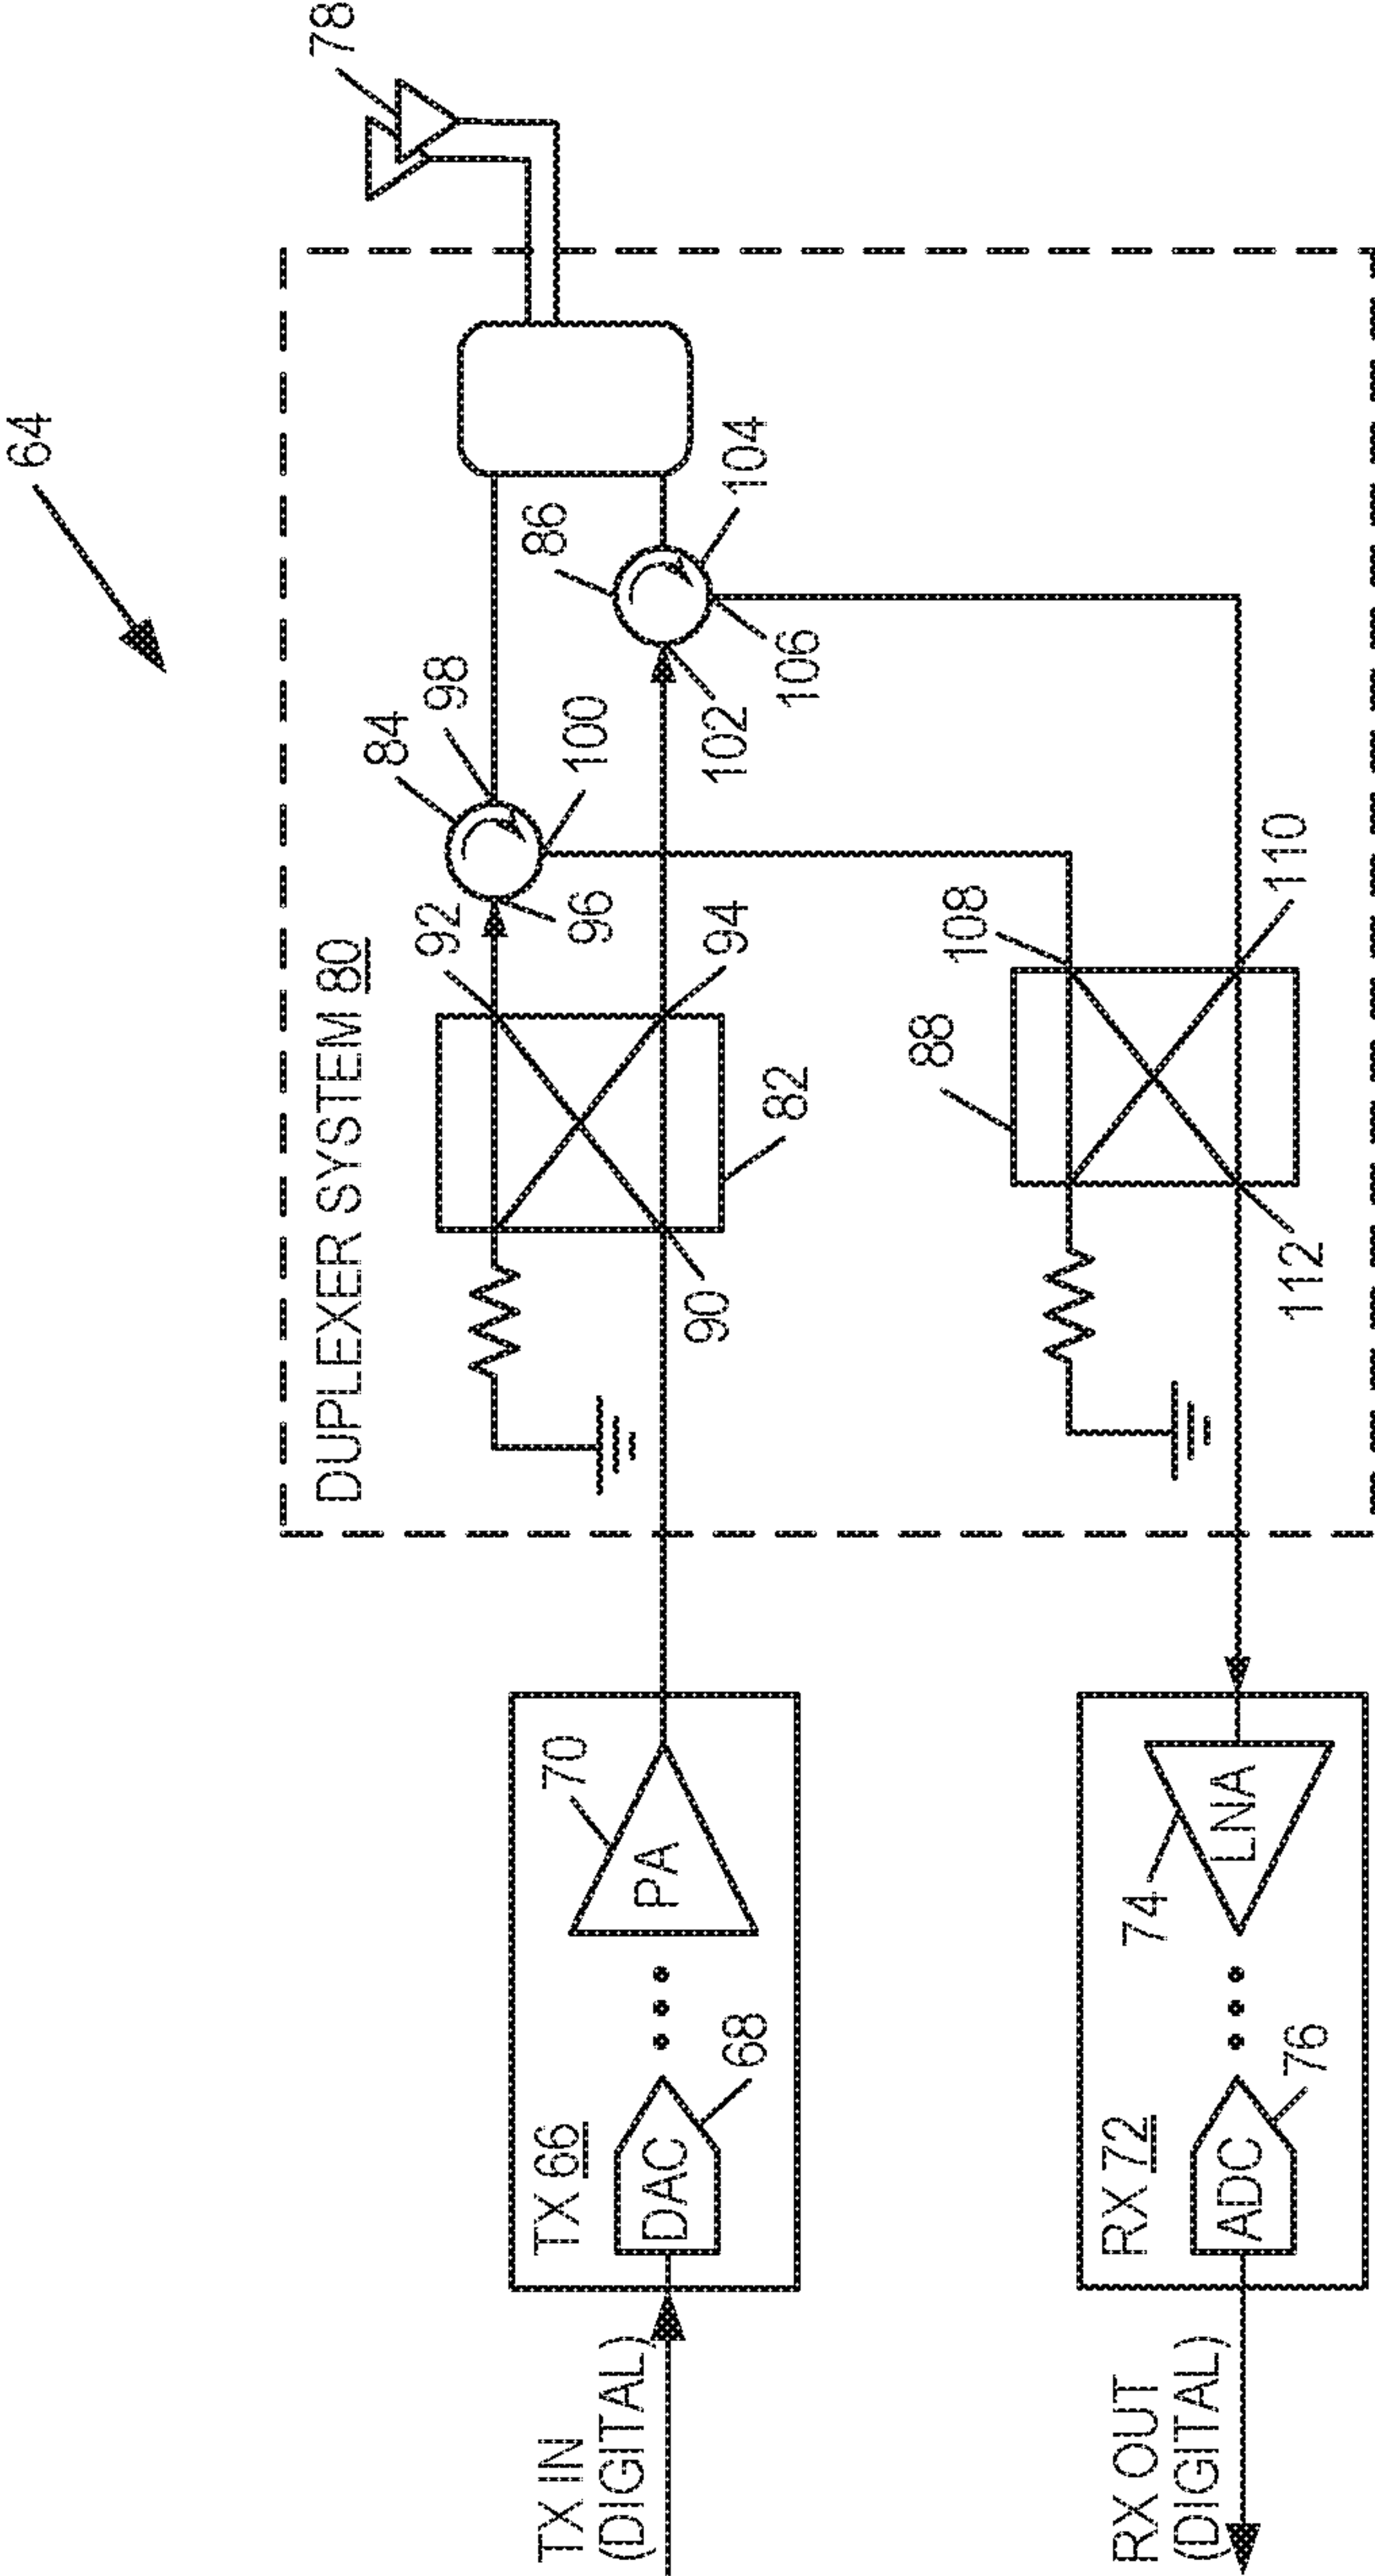 64
78
DUPLEXER SYSTEM 80
84
98
86
92
96
100
104
102
106
94
82
90
88
108
110
112
TX IN
(DIGITAL)
TX 66
DAC
68
PA
70
RX OUT
(DIGITAL)
RX 72
ADC
76
LNA
74